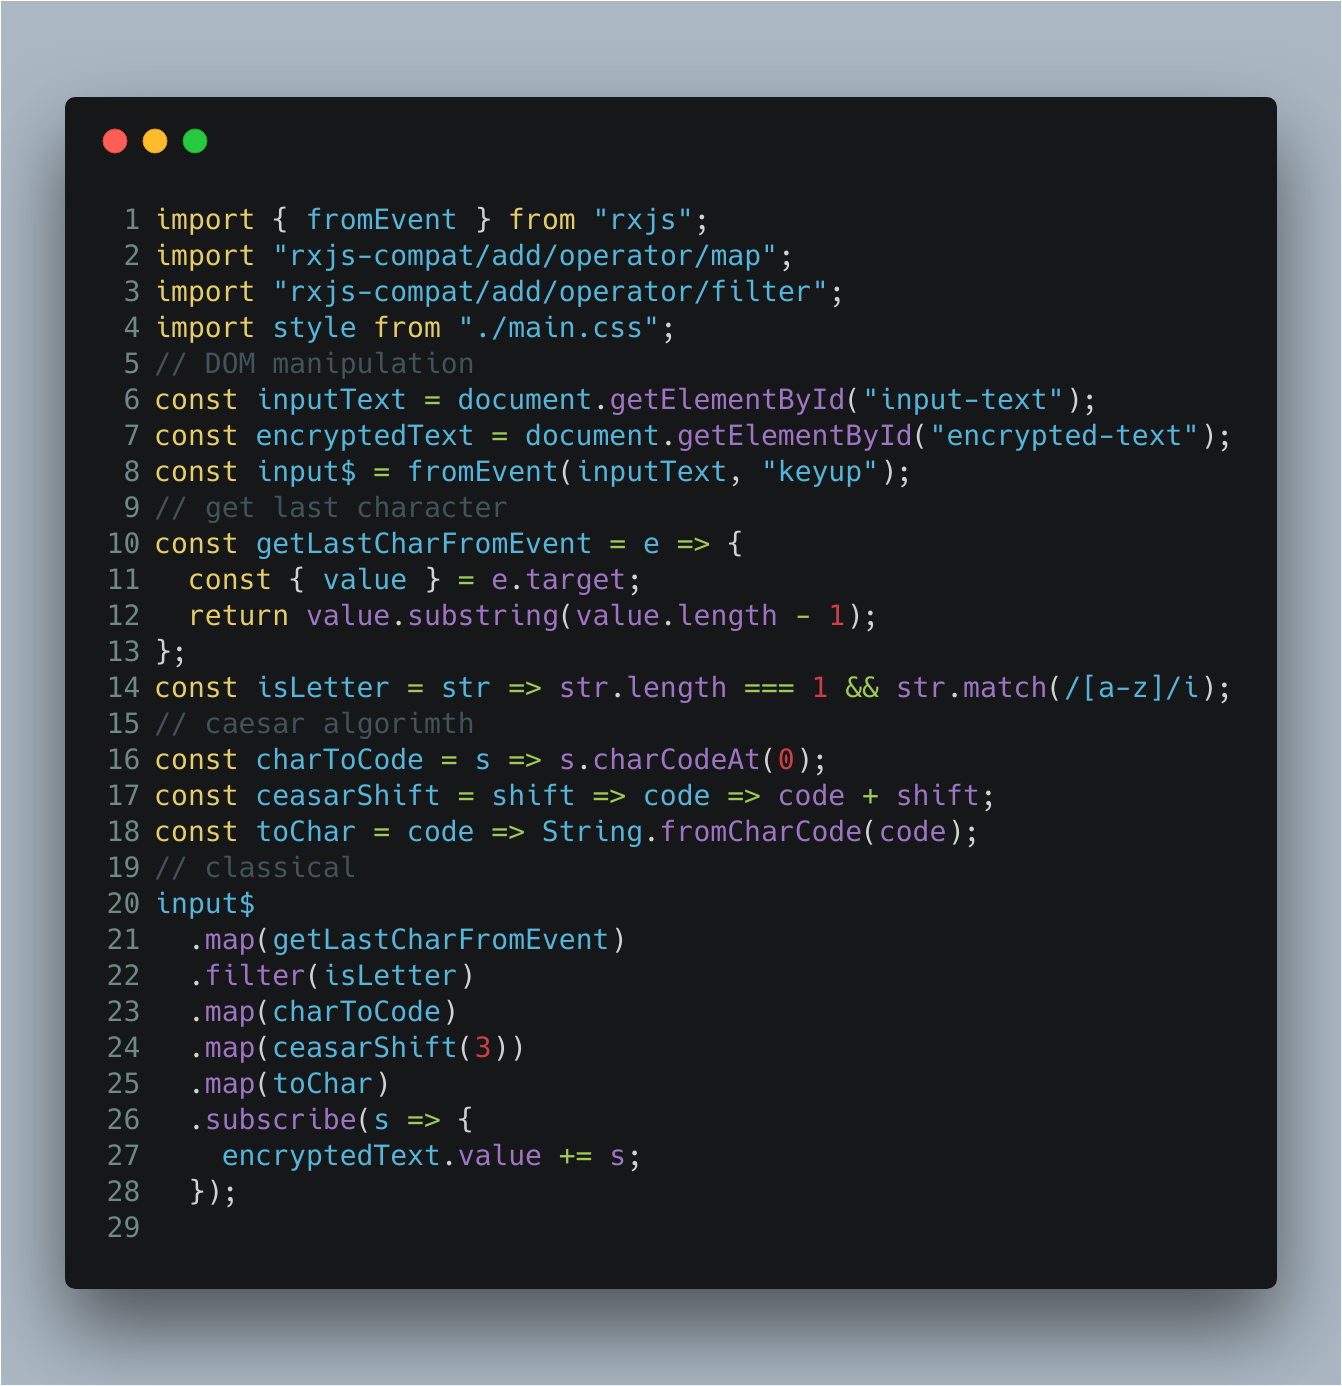 1 import { fromEvent } from "rxjs";
2 import "rxjs-compat/add/operator/map";
3 import "rxjs-compat/add/operator/filter";
4 import style from "./main.css";
5 // DOM manipulation
6 const inputText = document.getElementById("input-text");
7 const encryptedText = document.getElementById("encrypted-text");
8 const input$ = fromEvent(inputText, "keyup");
9 // get last character
10 const getLastCharFromEvent = e => {
11   const { value } = e.target;
12   return value.substring(value.length - 1);
13 };
14 const isLetter = str => str.length === 1 && str.match(/[a-z]/i);
15 // caesar algorimth
16 const charToCode = s => s.charCodeAt(0);
17 const ceasarShift = shift => code => code + shift;
18 const toChar = code => String.fromCharCode(code);
19 // classical
20 input$
21   .map(getLastCharFromEvent)
22   .filter(isLetter)
23   .map(charToCode)
24   .map(ceasarShift(3))
25   .map(toChar)
26   .subscribe(s => {
27     encryptedText.value += s;
28   });
29